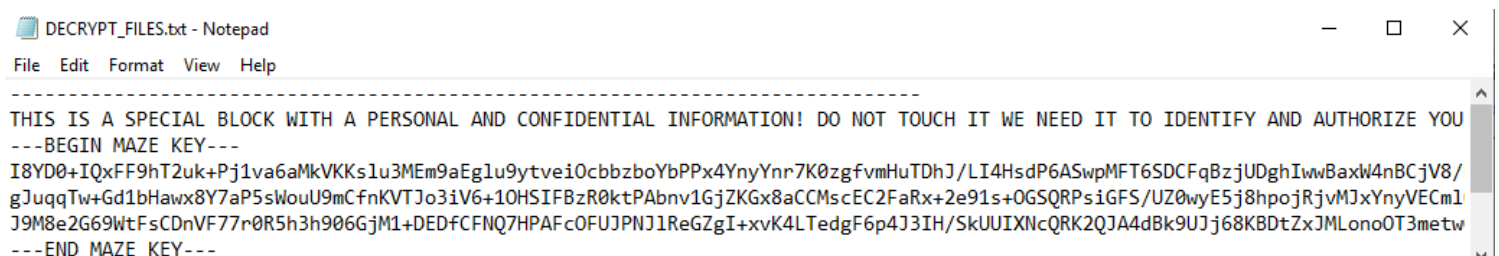 DECRYPT_FILES.txt - Notepad
File Edit Format View Help
--------------------------------------------------------------------------------
THIS IS A SPECIAL BLOCK WITH A PERSONAL AND CONFIDENTIAL INFORMATION! DO NOT TOUCH IT WE NEED IT TO IDENTIFY AND AUTHORIZE YOU
---BEGIN MAZE KEY---
I8YD0+IQxFF9hT2uk+Pj1va6aMkVKKslu3MEm9aEglu9ytveiOcbbzboYbPPx4YnyYnr7K0zgfvmHuTDhJ/LI4HsdP6ASwpMFT6SDCFqBzjUDghIwwBaxW4nBCjV8/
gJuqqTw+Gd1bHawx8Y7aP5sWouU9mCfnKVTJo3iV6+1OHSIFBzR0ktPAbnv1GjZKGx8aCCMscEC2FaRx+2e91s+OGSQRPsiGFS/UZ0wyE5j8hpojRjvMJxYnyVECml
J9M8e2G69WtFsCDnVF77r0R5h3h906GjM1+DEDfCFNQ7HPAFcOFUJPNJlReGZgI+xvK4LTedgF6p4J3IH/SkUUIXNcQRK2QJA4dBk9UJj68KBDtZxJMLonoOT3metw
---END MAZE KEY---